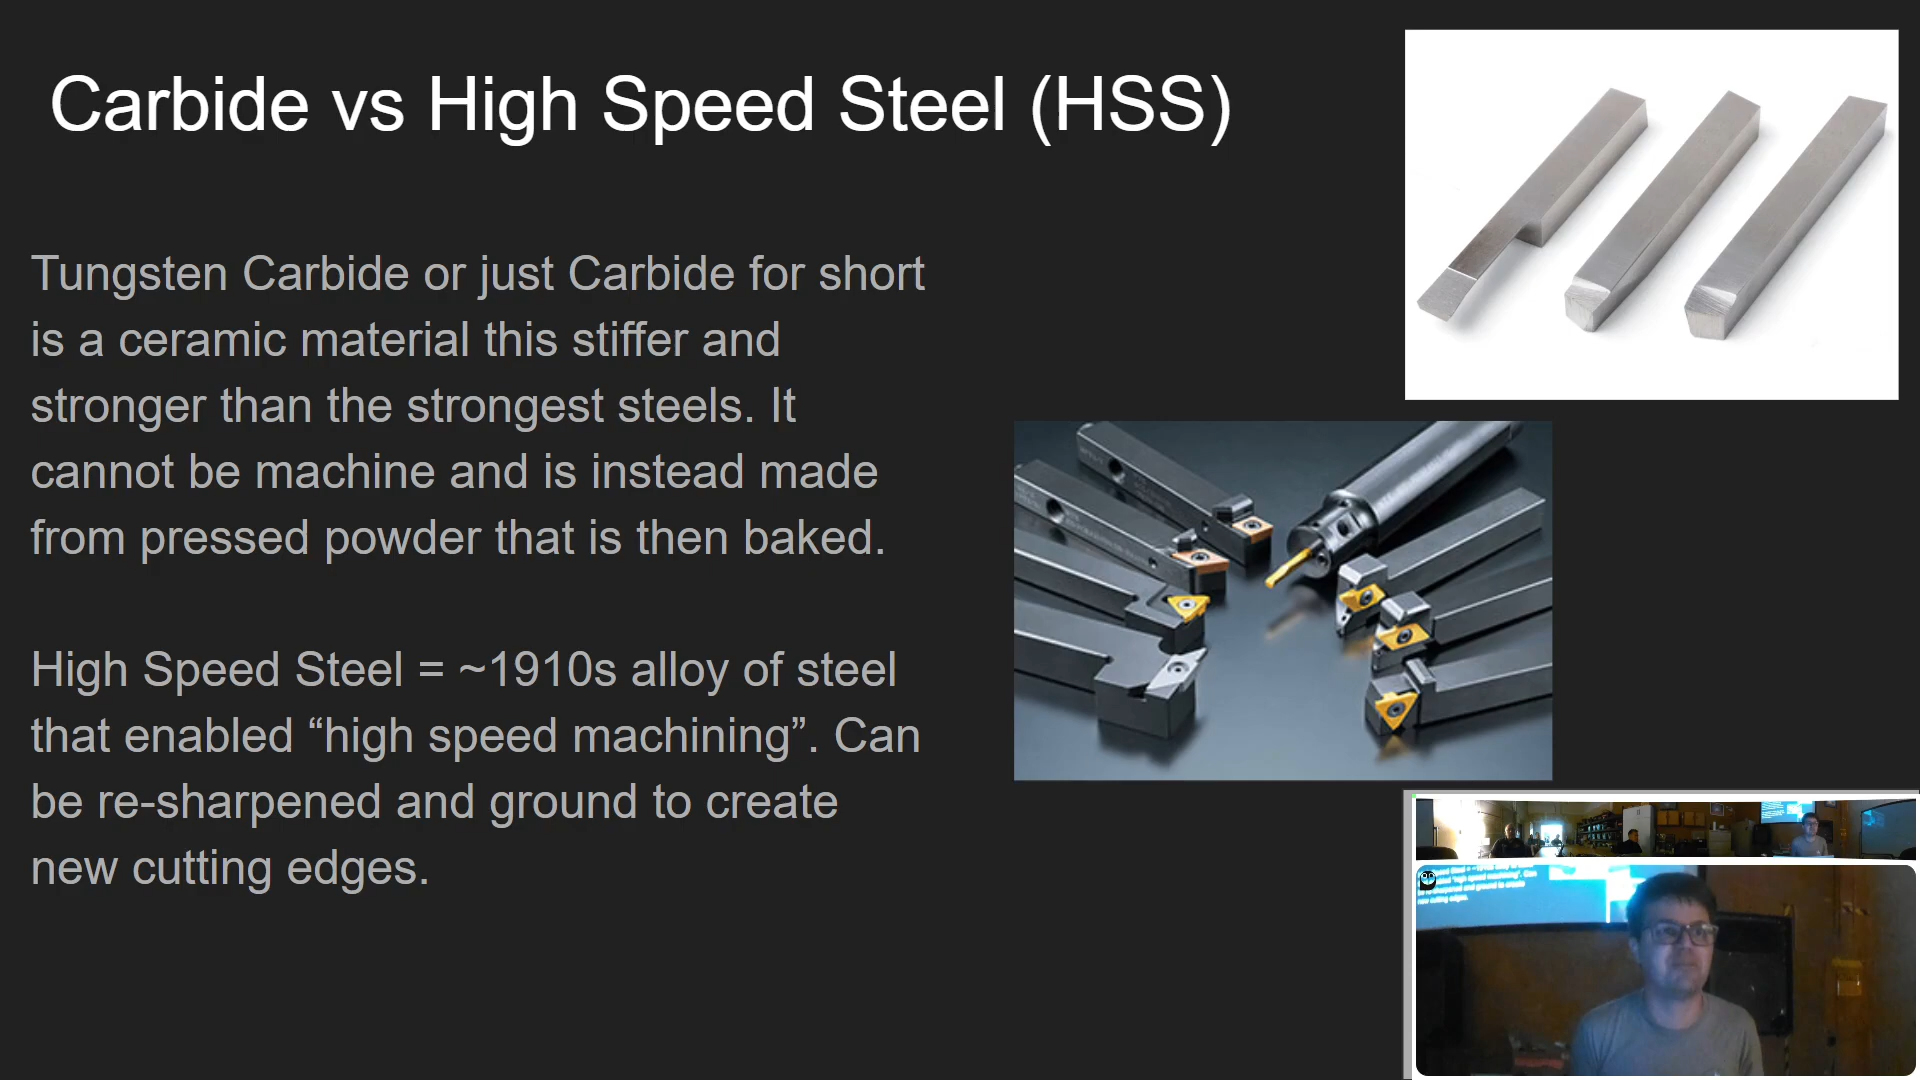 Carbide vs High Speed Steel (HSS)
Tungsten Carbide or just Carbide for short
is a ceramic material this stiffer and
stronger than the strongest steels. It
cannot be machine and is instead made
from pressed powder that is then baked.
High Speed Steel = ~1910s alloy of steel
that enabled “high speed machining”. Can
be re-sharpened and ground to create
new cutting edges.